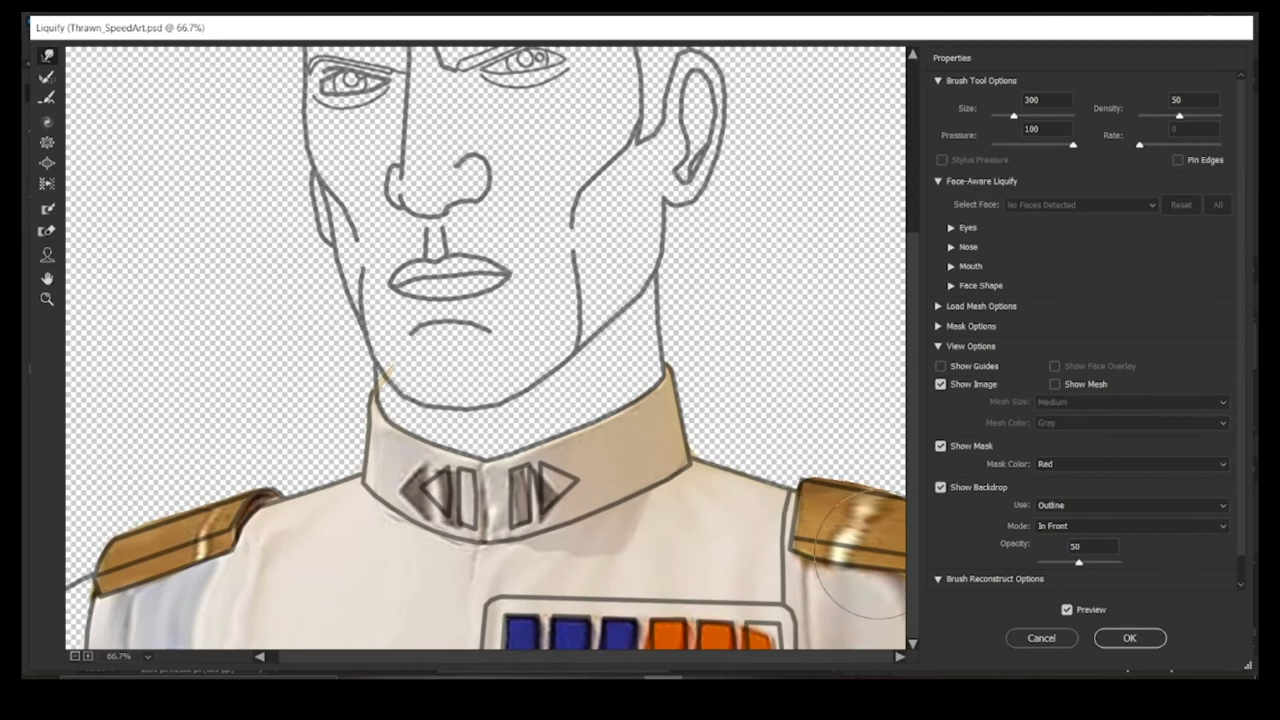 Liquify (Thrawn_SpeedArt.psd @ 66.7%)
Properties
Brush Tool Options
Size: 300 Density: 50
Pressure: 100 Rate: 0
Stylus Pressure Pin Edges
Face-Aware Liquify
Select Face: No Faces Detected Reset All
Eyes
Nose
Mouth
Face Shape
Load Mesh Options
Mask Options
View Options
Show Guides Show Face Overlay
Show Image Show Mesh
Mesh Size: Medium
Mesh Color: Gray
Show Mask
Mask Color: Red
Show Backdrop
Use: Outline
Mode: In Front
Opacity: 50
Brush Reconstruct Options
Preview
Cancel OK
66.7%